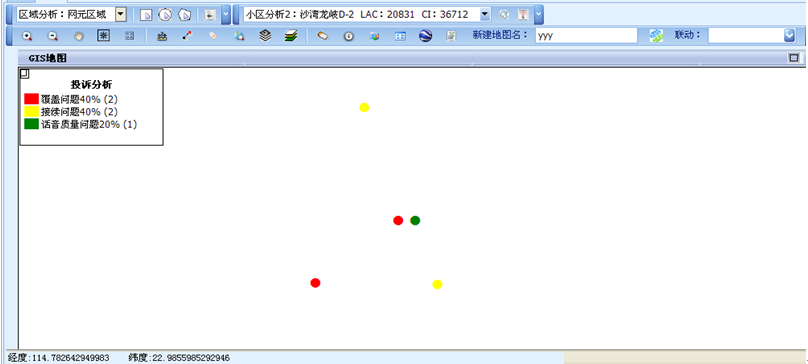 区域分析：网元区域 小区分析2：沙湾龙峡D-2 LAC：20831 CI：36712
新建地图名： yyy 联动：
GIS地图
投诉分析
覆盖问题40% (2)
接续问题40% (2)
话音质量问题20% (1)
经度:114.782642949983 纬度:22.9855985292946